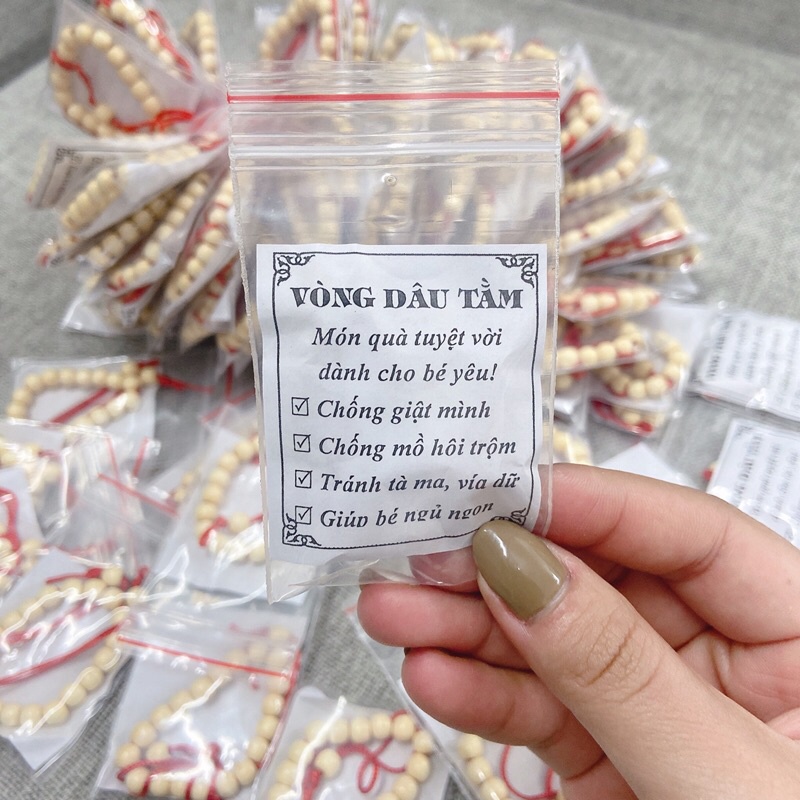 VÒNG DÂU TẰM
Món quà tuyệt vời
dành cho bé yêu!
☑ Chống giật mình
☑ Chống mồ hôi trộm
☑ Tránh tà ma, vía dữ
☑ Giúp bé ngủ ngon